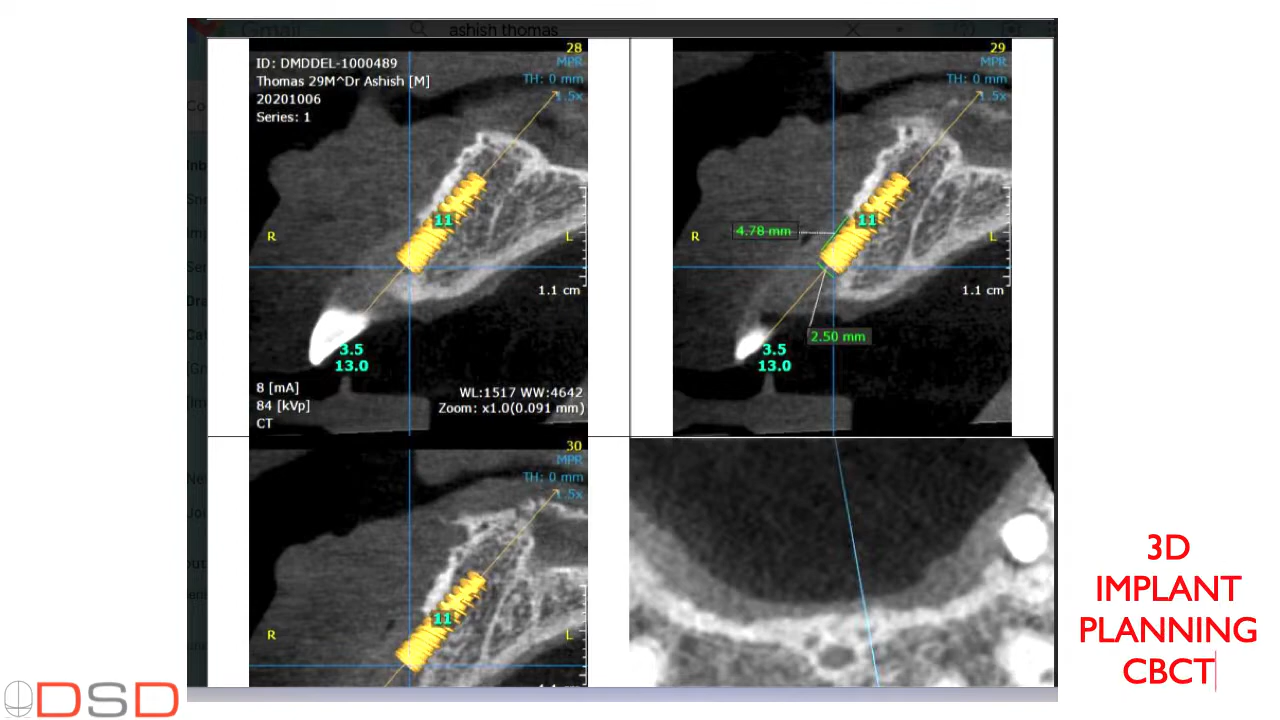 Gmail
ashish thomas
28
MPR
TH: 0 mm
1.5x
ID: DMDDEL-1000489
Thomas 29M^Dr Ashish [M]
20201006
Series: 1
11
R
L
1.1 cm
3.5
13.0
8 [mA]
84 [kVp]
CT
WL:1517 WW:4642
Zoom: x1.0(0.091 mm)
29
MPR
TH: 0 mm
1.5x
11
4.78 mm
R
L
1.1 cm
2.50 mm
3.5
13.0
30
MPR
TH: 0 mm
1.5x
11
R
L
3D
IMPLANT
PLANNING
CBCT
DSD